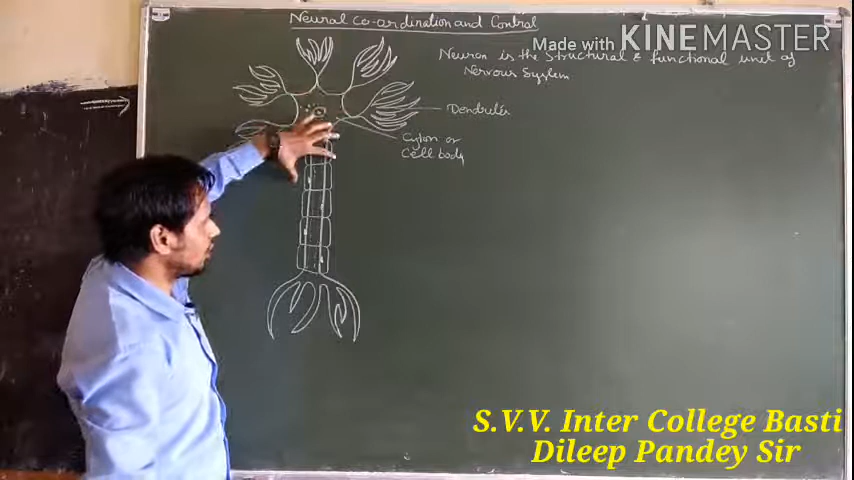 Neural co-ordination and Control
Made with KINEMASTER
Neuron is the structural & functional unit of
Nervous System
Dendrites
Cyton or
Cell body
S.V.V. Inter College Basti
Dileep Pandey Sir